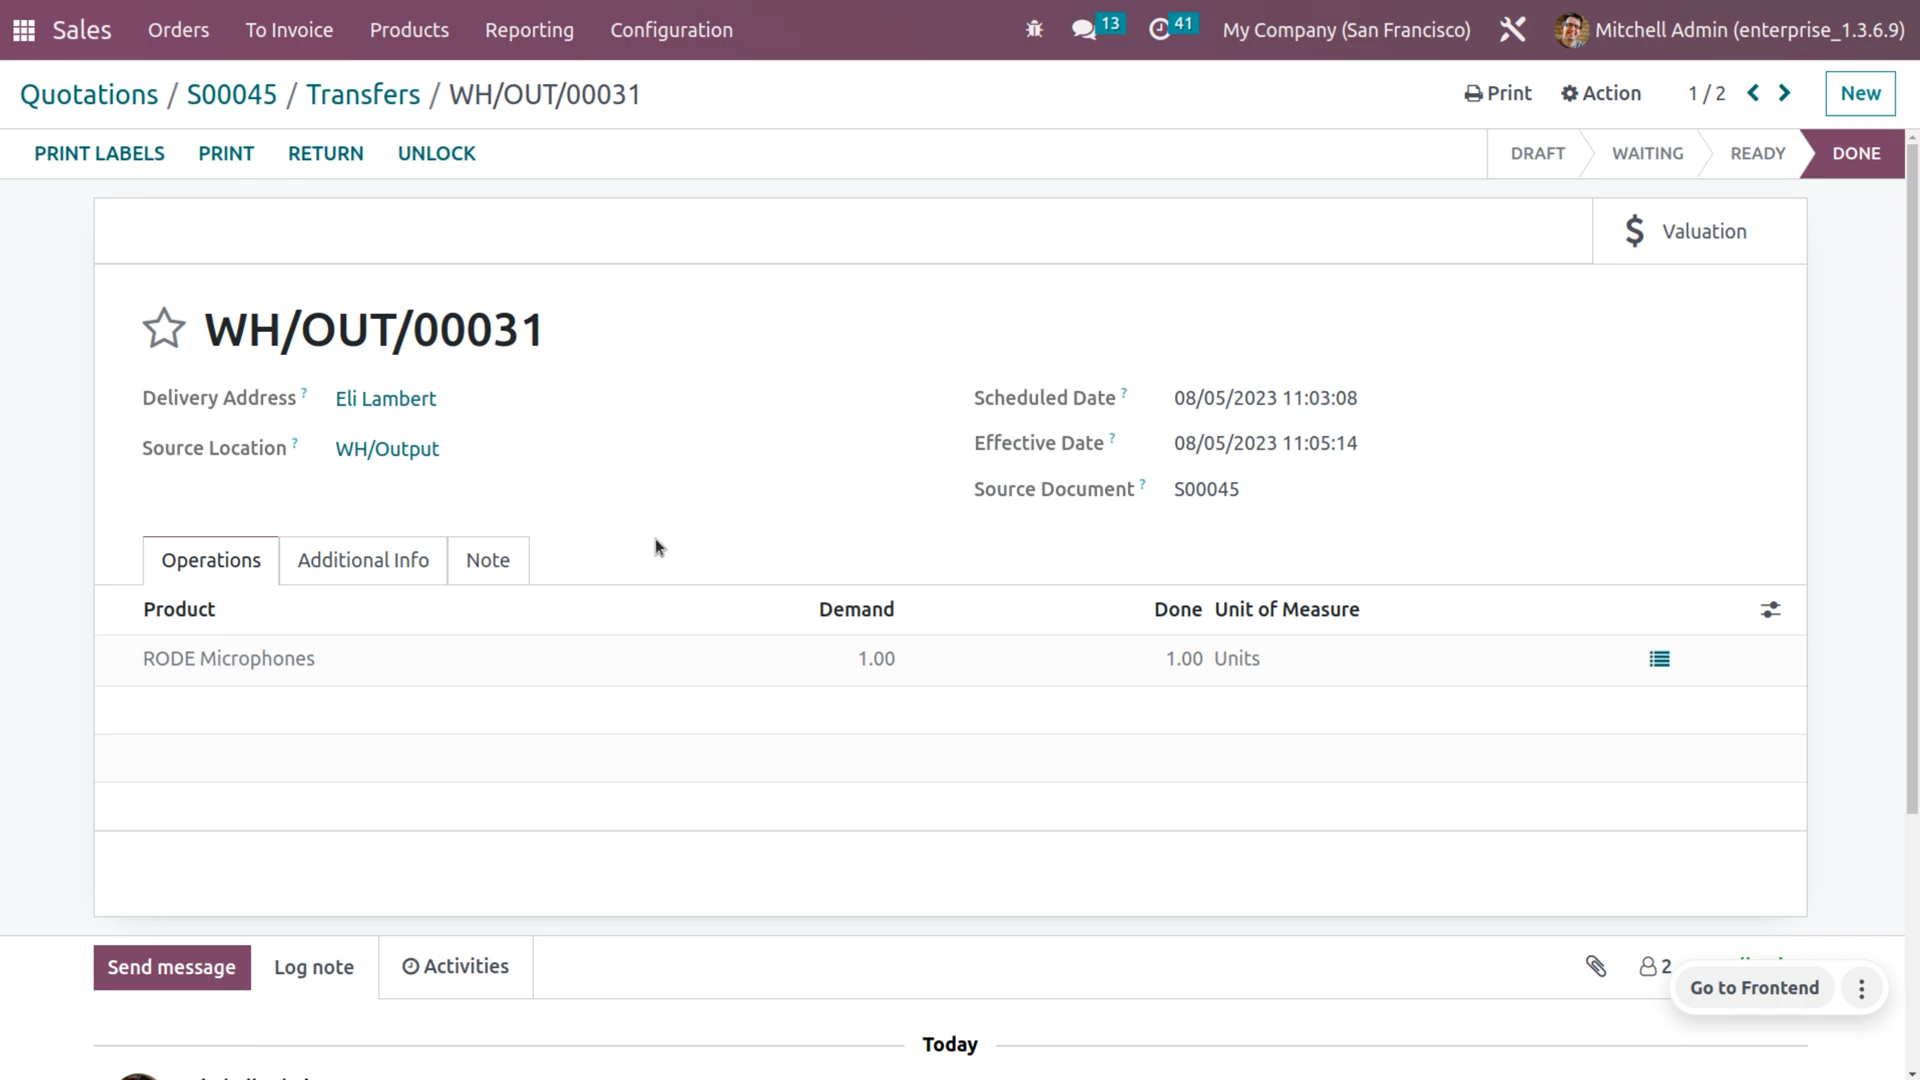 Sales Orders To Invoice Products Reporting Configuration 13 41 My Company (San Francisco) Mitchell Admin (enterprise_1.3.6.9)
Quotations / S00045 / Transfers / WH/OUT/00031 Print Action 1 / 2 New
PRINT LABELS PRINT RETURN UNLOCK DRAFT WAITING READY DONE
$ Valuation
WH/OUT/00031
Delivery Address ? Eli Lambert Scheduled Date ? 08/05/2023 11:03:08
Source Location ? WH/Output Effective Date ? 08/05/2023 11:05:14
Source Document ? S00045
Operations Additional Info Note
Product Demand Done Unit of Measure
RODE Microphones 1.00 1.00 Units
Send message Log note Activities 2
Go to Frontend
Today